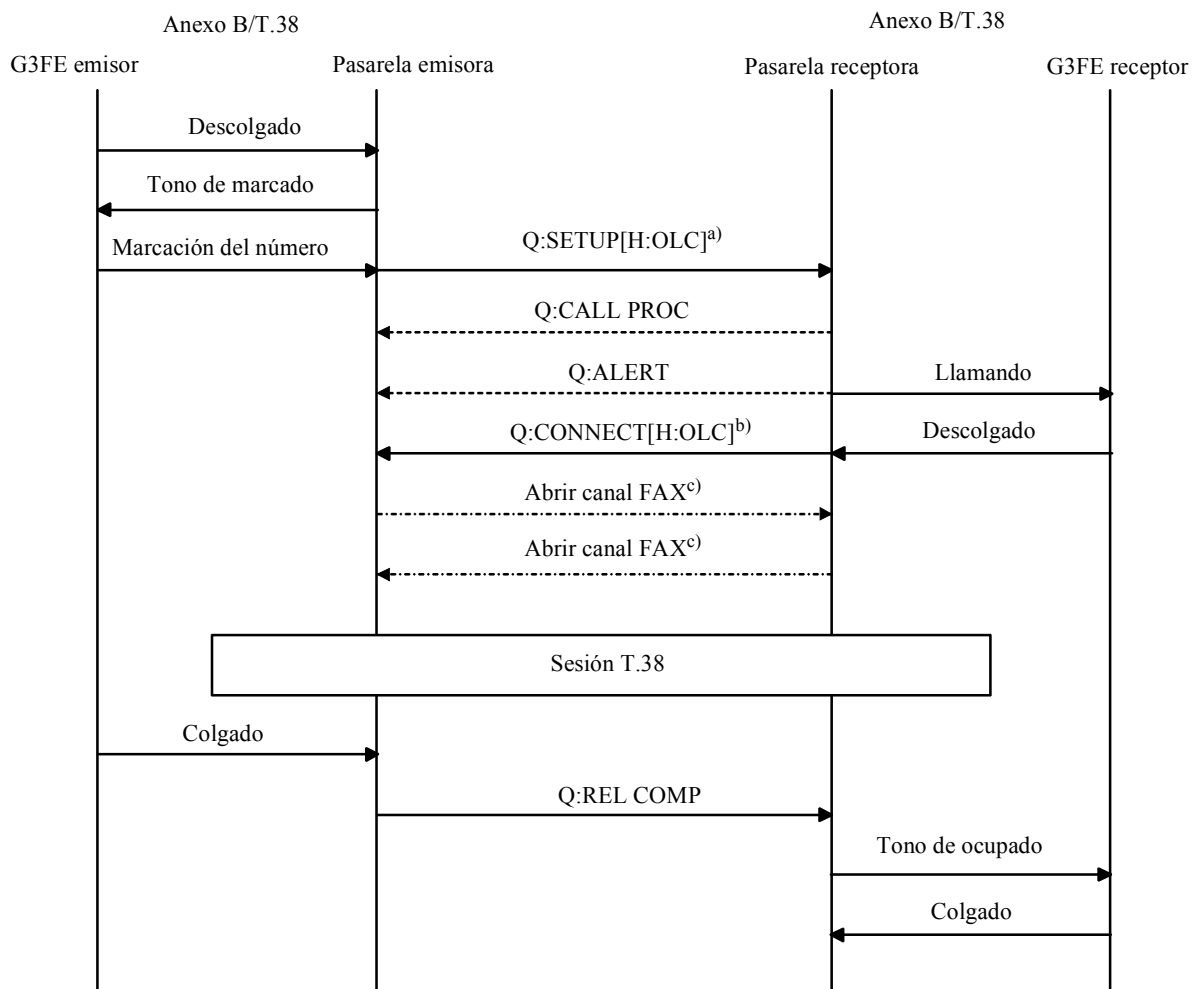 Anexo B/T.38
Anexo B/T.38
G3FE emisor
Pasarela emisora
Pasarela receptora
G3FE receptor
Descolgado
Tono de marcado
Marcación del número
Q:SETUP[H:OLC]a)
Q:CALL PROC
Q:ALERT
Llamando
Q:CONNECT[H:OLC]b)
Descolgado
Abrir canal FAXc)
Abrir canal FAXc)
Sesión T.38
Colgado
Q:REL COMP
Tono de ocupado
Colgado